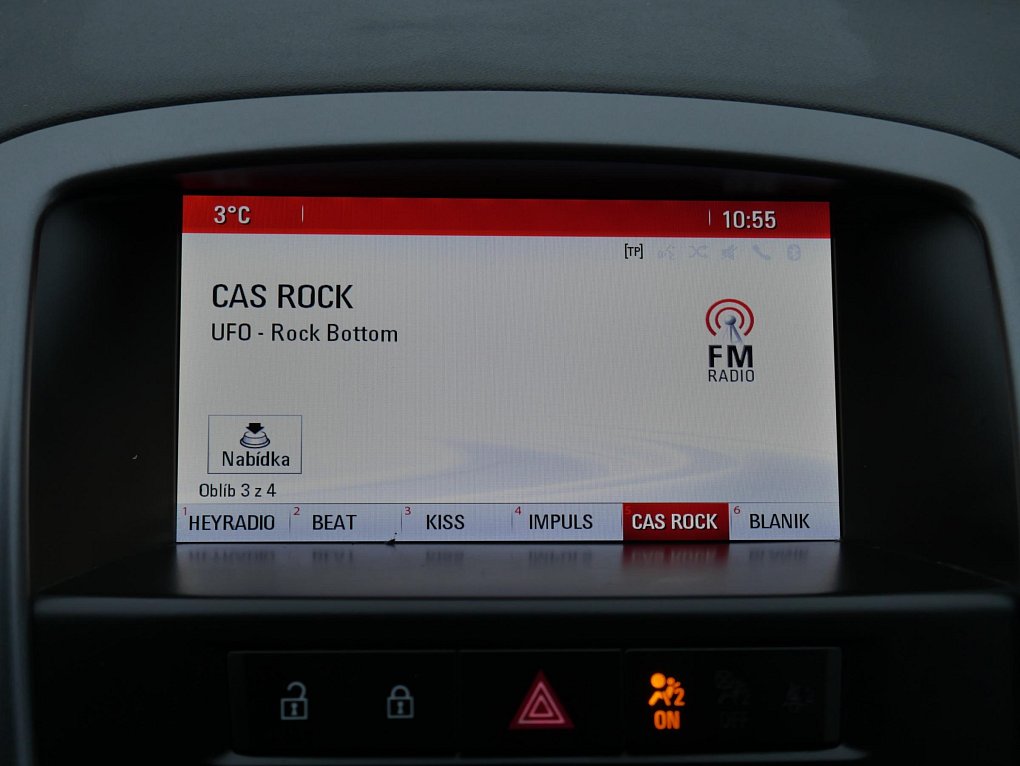 3°C
10:55
[TP]
CAS ROCK
UFO - Rock Bottom
FM
RADIO
Nabídka
Oblíb 3 z 4
1 HEYRADIO 2 BEAT 3 KISS 4 IMPULS 5 CAS ROCK 6 BLANIK
2
ON
OFF